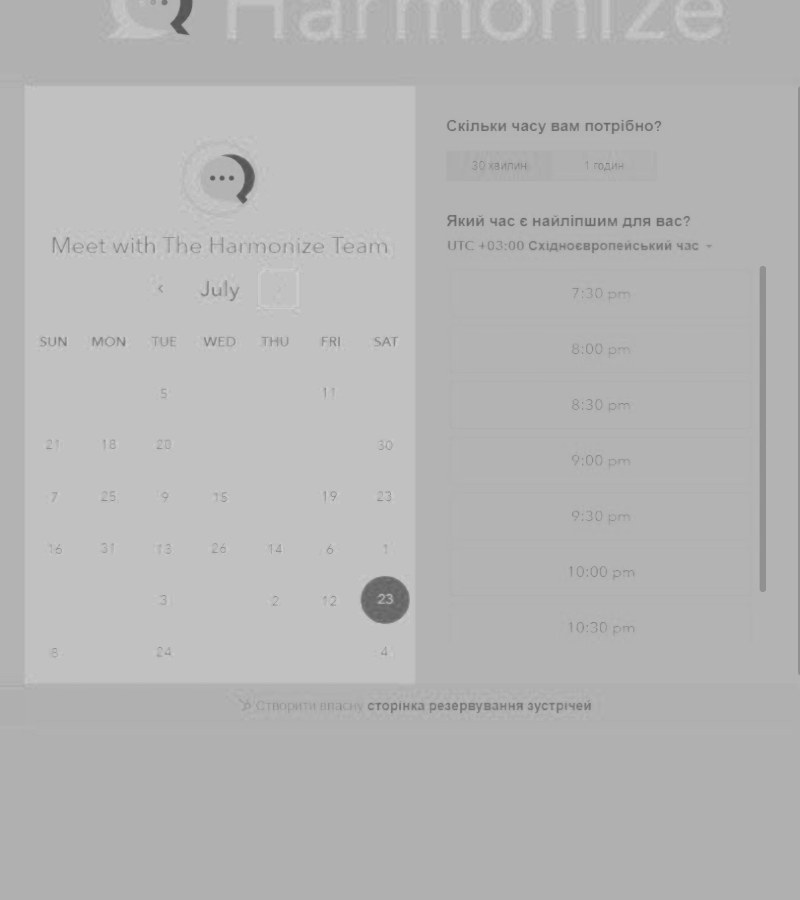 Harmonize
Meet with The Harmonize Team
‹ July
SUN MON TUE WED THU FRI SAT
5 11
21 18 28 30
7 25 9 15 19 23
16 31 13 26 14 6 1
3 2 12 23
8 24 4
Скільки часу вам потрібно?
30 хвилин 1 годин
Який час є найліпшим для вас?
UTC +03:00 Східноєвропейський час
7:30 pm
8:00 pm
8:30 pm
9:00 pm
9:30 pm
10:00 pm
10:30 pm
Створити власну сторінка резервування зустрічей